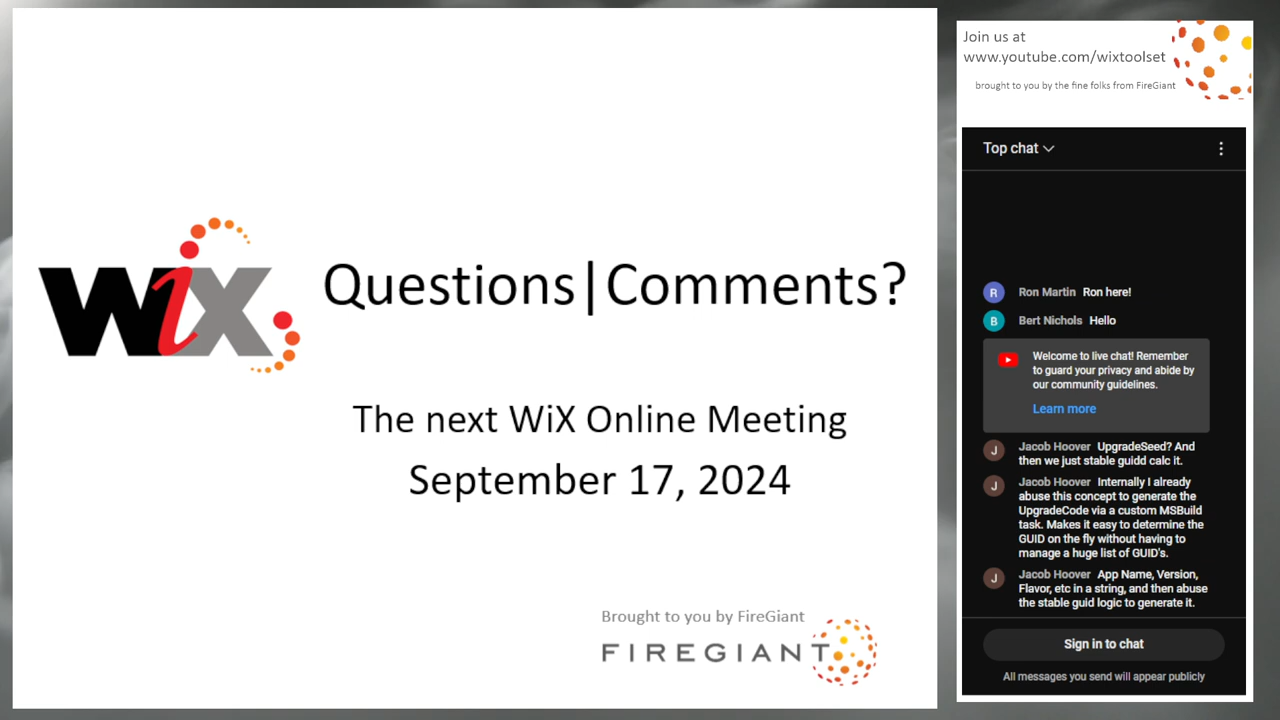 WiX
Questions|Comments?
The next WiX Online Meeting
September 17, 2024
Brought to you by FireGiant
FIREGIANT
Join us at
www.youtube.com/wixtoolset
brought to you by the fine folks from FireGiant
Top chat
R Ron Martin Ron here!
B Bert Nichols Hello
Welcome to live chat! Remember
to guard your privacy and abide by
our community guidelines.
Learn more
J Jacob Hoover UpgradeSeed? And
then we just stable guidd calc it.
J Jacob Hoover Internally I already
abuse this concept to generate the
UpgradeCode via a custom MSBuild
task. Makes it easy to determine the
GUID on the fly without having to
manage a huge list of GUID's.
J Jacob Hoover App Name, Version,
Flavor, etc in a string, and then abuse
the stable guid logic to generate it.
Sign in to chat
All messages you send will appear publicly